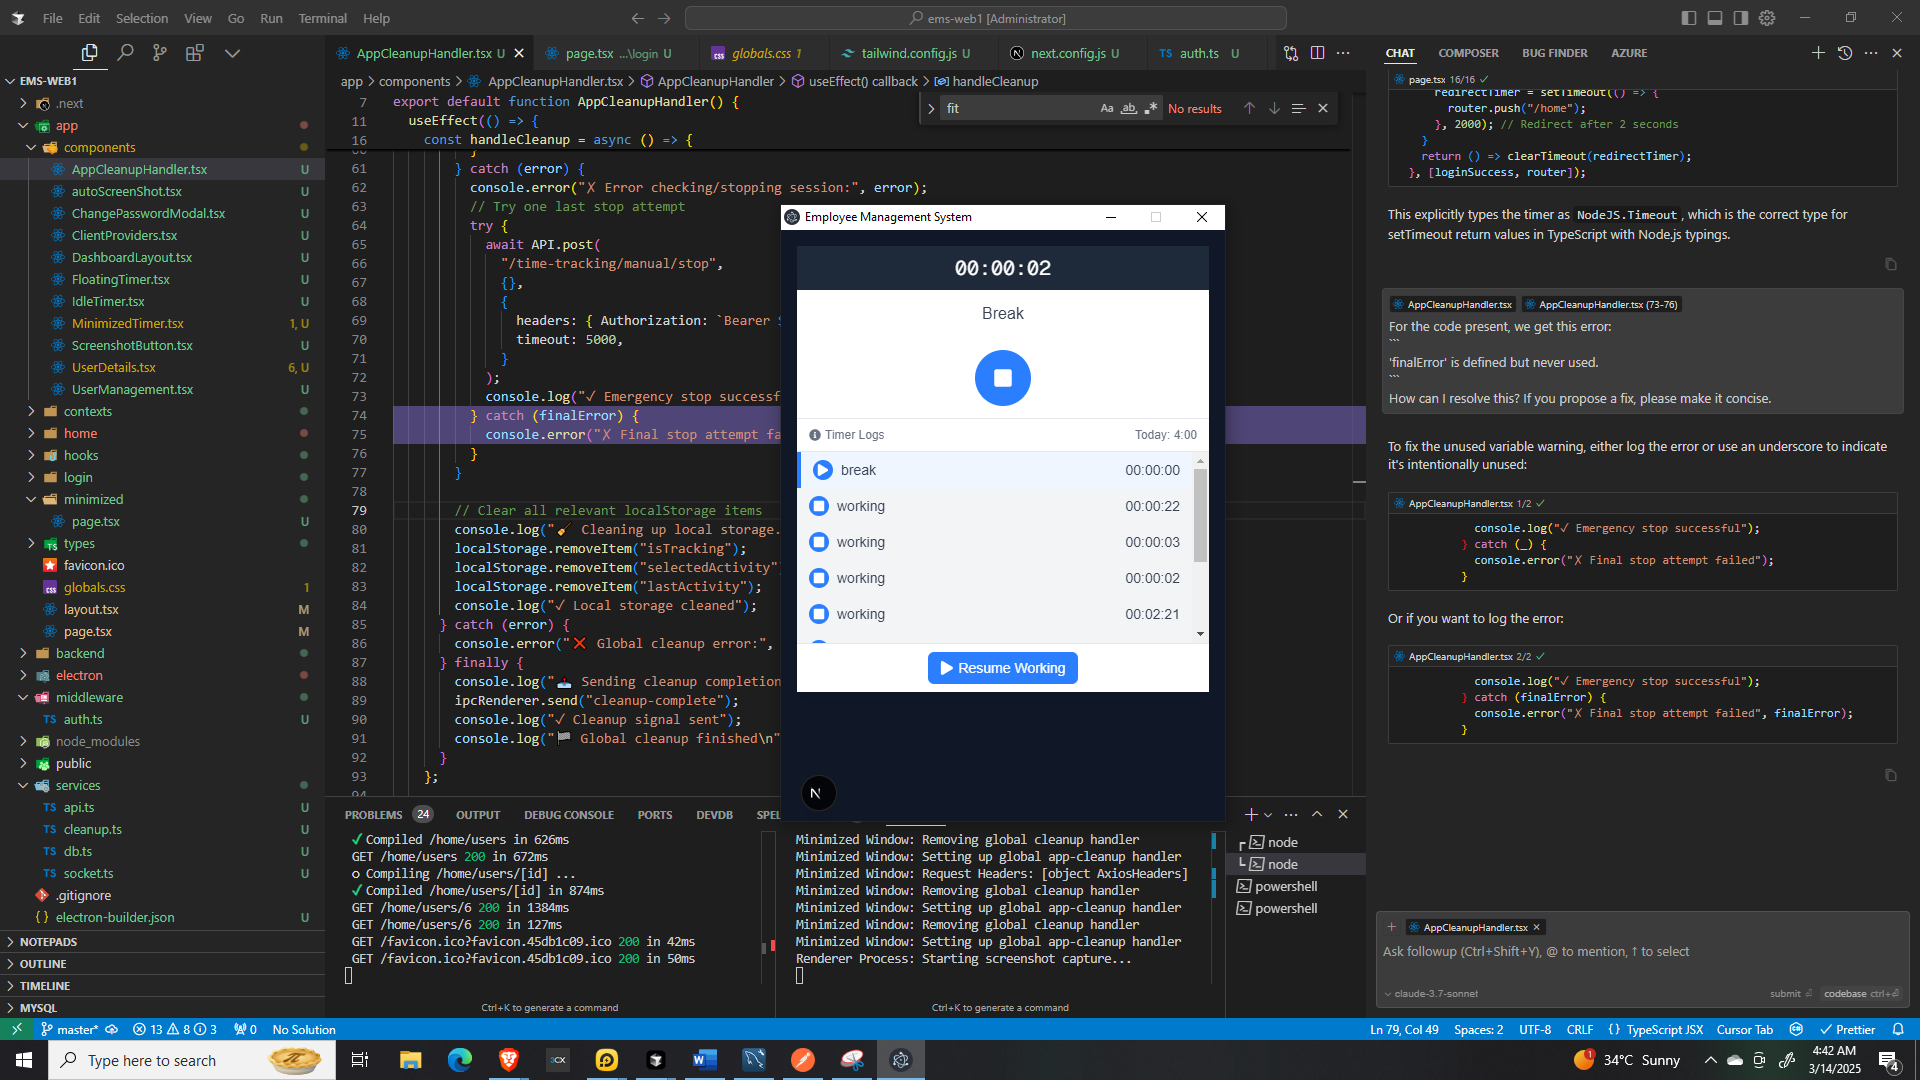 File Edit Selection View Go Run Terminal Help
ems-web1 [Administrator]
AppCleanupHandler.tsx U
page.tsx ...\login U
globals.css 1
tailwind.config.js U
next.config.js U
TS auth.ts U
CHAT COMPOSER BUG FINDER AZURE
EMS-WEB1
.next
app
components
AppCleanupHandler.tsx U
autoScreenShot.tsx U
ChangePasswordModal.tsx U
ClientProviders.tsx U
DashboardLayout.tsx U
FloatingTimer.tsx U
IdleTimer.tsx U
MinimizedTimer.tsx 1, U
ScreenshotButton.tsx U
UserDetails.tsx 6, U
UserManagement.tsx U
contexts
home
hooks
login
minimized
page.tsx U
types
favicon.ico
globals.css 1
layout.tsx M
page.tsx M
backend
electron
middleware
TS auth.ts U
node_modules
public
services
TS api.ts U
TS cleanup.ts U
TS db.ts U
TS socket.ts U
.gitignore
{} electron-builder.json U
NOTEPADS
OUTLINE
TIMELINE
MYSQL
app > components > AppCleanupHandler.tsx > AppCleanupHandler > useEffect() callback > handleCleanup
fit
Aa ab No results
7 export default function AppCleanupHandler() {
11 useEffect(() => {
16 const handleCleanup = async () => {
61 } catch (error) {
62 console.error("✗ Error checking/stopping session:", error);
63 // Try one last stop attempt
64 try {
65 await API.post(
66 "/time-tracking/manual/stop",
67 {},
68 {
69 headers: { Authorization: `Bearer
70 timeout: 5000,
71 }
72 );
73 console.log("✓ Emergency stop successf
74 } catch (finalError) {
75 console.error("✗ Final stop attempt fa
76 }
77 }
78
79 // Clear all relevant localStorage items
80 console.log("🧹 Cleaning up local storage.
81 localStorage.removeItem("isTracking");
82 localStorage.removeItem("selectedActivity"
83 localStorage.removeItem("lastActivity");
84 console.log("✓ Local storage cleaned");
85 } catch (error) {
86 console.error("❌ Global cleanup error:",
87 } finally {
88 console.log("📤 Sending cleanup completion
89 ipcRenderer.send("cleanup-complete");
90 console.log("✓ Cleanup signal sent");
91 console.log("🏁 Global cleanup finished\n"
92 }
93 };
94
Employee Management System
00:00:02
Break
Timer Logs Today: 4:00
break 00:00:00
working 00:00:22
working 00:00:03
working 00:00:02
working 00:02:21
Resume Working
N
PROBLEMS 24 OUTPUT DEBUG CONSOLE PORTS DEVDB SPEL
✓ Compiled /home/users in 626ms
GET /home/users 200 in 672ms
○ Compiling /home/users/[id] ...
✓ Compiled /home/users/[id] in 874ms
GET /home/users/6 200 in 1384ms
GET /home/users/6 200 in 127ms
GET /favicon.ico?favicon.45db1c09.ico 200 in 42ms
GET /favicon.ico?favicon.45db1c09.ico 200 in 50ms
Ctrl+K to generate a command
Minimized Window: Removing global cleanup handler
Minimized Window: Setting up global app-cleanup handler
Minimized Window: Request Headers: [object AxiosHeaders]
Minimized Window: Removing global cleanup handler
Minimized Window: Setting up global app-cleanup handler
Minimized Window: Removing global cleanup handler
Minimized Window: Setting up global app-cleanup handler
Renderer Process: Starting screenshot capture...
Ctrl+K to generate a command
node
node
powershell
powershell
page.tsx 16/16 ✓
redirectTimer = setTimeout(() => {
router.push("/home");
}, 2000); // Redirect after 2 seconds
}
return () => clearTimeout(redirectTimer);
}, [loginSuccess, router]);
This explicitly types the timer as NodeJS.Timeout, which is the correct type for
setTimeout return values in TypeScript with Node.js typings.
AppCleanupHandler.tsx AppCleanupHandler.tsx (73-76)
For the code present, we get this error:
```
'finalError' is defined but never used.
```
How can I resolve this? If you propose a fix, please make it concise.
To fix the unused variable warning, either log the error or use an underscore to indicate
it's intentionally unused:
AppCleanupHandler.tsx 1/2 ✓
console.log("✓ Emergency stop successful");
} catch (_) {
console.error("✗ Final stop attempt failed");
}
Or if you want to log the error:
AppCleanupHandler.tsx 2/2 ✓
console.log("✓ Emergency stop successful");
} catch (finalError) {
console.error("✗ Final stop attempt failed", finalError);
}
+ AppCleanupHandler.tsx ×
Ask followup (Ctrl+Shift+Y), @ to mention, ↑ to select
claude-3.7-sonnet submit codebase ctrl+⏎
master* 13 8 3 0 No Solution
Ln 79, Col 49 Spaces: 2 UTF-8 CRLF {} TypeScript JSX Cursor Tab Prettier
Type here to search
34°C Sunny
4:42 AM
3/14/2025
4